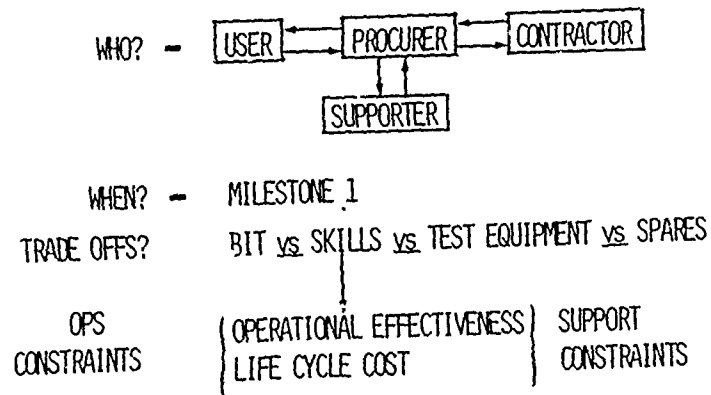 WHO? - USER PROCURER CONTRACTOR
SUPPORTER
WHEN? - MILESTONE 1
TRADE OFFS? BIT vs SKILLS vs TEST EQUIPMENT vs SPARES
OPS (OPERATIONAL EFFECTIVENESS) SUPPORT
CONSTRAINTS LIFE CYCLE COST CONSTRAINTS